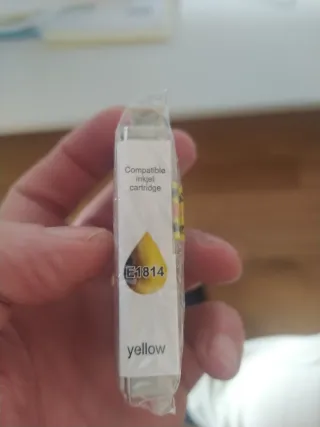 Compatible
inkjet
cartridge
E1814
yellow